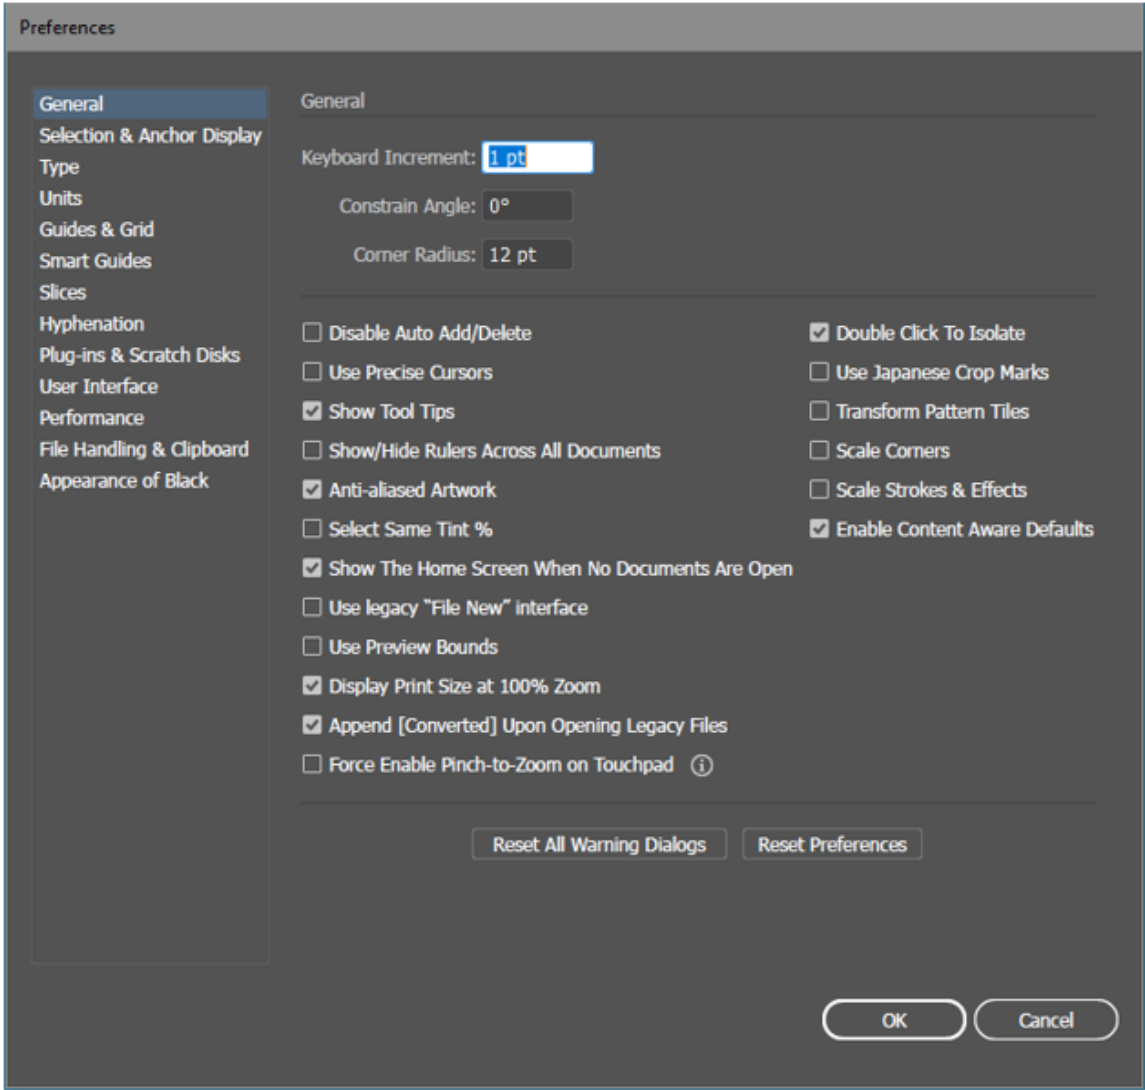 Preferences
General
Selection & Anchor Display
Type
Units
Guides & Grid
Smart Guides
Slices
Hyphenation
Plug-ins & Scratch Disks
User Interface
Performance
File Handling & Clipboard
Appearance of Black
General
Keyboard Increment: 1 pt
Constrain Angle: 0°
Corner Radius: 12 pt
Disable Auto Add/Delete
Use Precise Cursors
Show Tool Tips
Show/Hide Rulers Across All Documents
Anti-aliased Artwork
Select Same Tint %
Show The Home Screen When No Documents Are Open
Use legacy “File New” interface
Use Preview Bounds
Display Print Size at 100% Zoom
Append [Converted] Upon Opening Legacy Files
Force Enable Pinch-to-Zoom on Touchpad
Double Click To Isolate
Use Japanese Crop Marks
Transform Pattern Tiles
Scale Corners
Scale Strokes & Effects
Enable Content Aware Defaults
Reset All Warning Dialogs
Reset Preferences
OK
Cancel